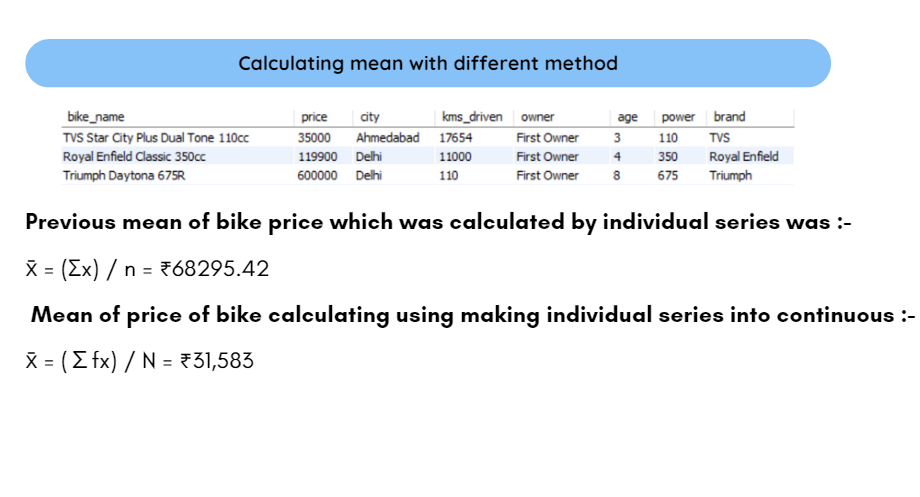 Calculating mean with different method
bike_name price city kms_driven owner age power brand
TVS Star City Plus Dual Tone 110cc 35000 Ahmedabad 17654 First Owner 3 110 TVS
Royal Enfield Classic 350cc 119900 Delhi 11000 First Owner 4 350 Royal Enfield
Triumph Daytona 675R 600000 Delhi 110 First Owner 8 675 Triumph
Previous mean of bike price which was calculated by individual series was :-
x̄ = (Σx) / n = ₹68295.42
Mean of price of bike calculating using making individual series into continuous :-
x̄ = ( Σ fx) / N = ₹31,583